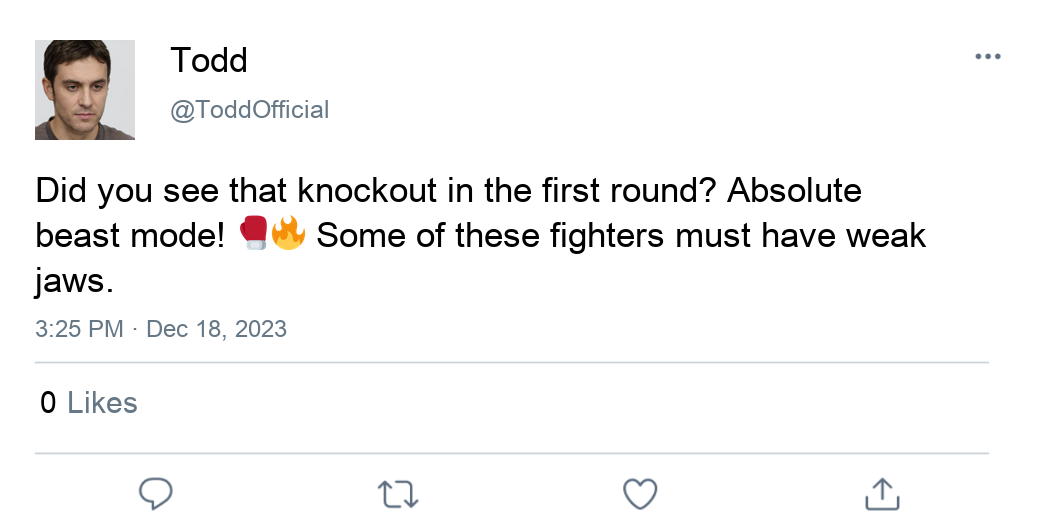 Todd
@ToddOfficial
Did you see that knockout in the first round? Absolute
beast mode! 🥊🔥 Some of these fighters must have weak
jaws.
3:25 PM · Dec 18, 2023
0 Likes